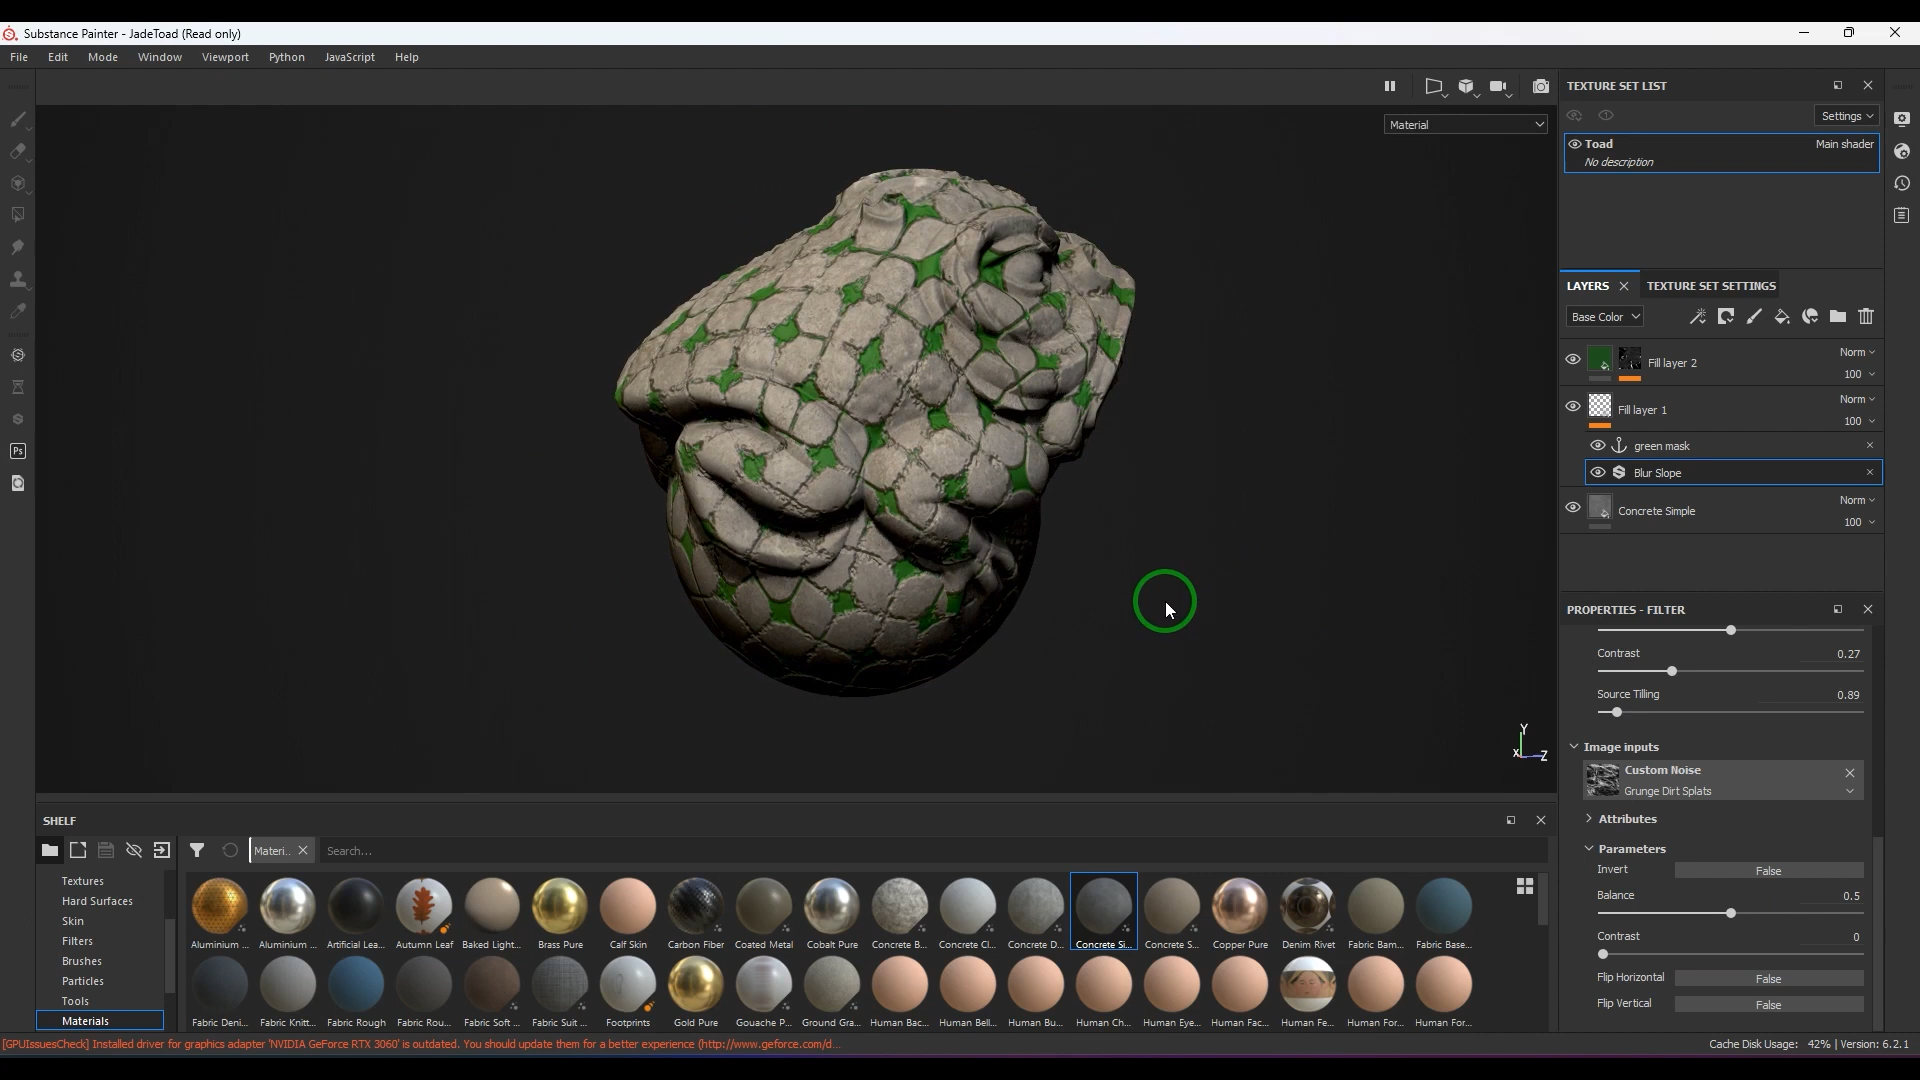 Substance Painter - JadeToad (Read only)
File Edit Mode Window Viewport Python JavaScript Help
Material
TEXTURE SET LIST
Settings
Toad Main shader
No description
LAYERS TEXTURE SET SETTINGS
Base Color
Fill layer 2 Norm
100
Fill layer 1 Norm
100
green mask
Blur Slope
Concrete Simple Norm
100
PROPERTIES - FILTER
Contrast 0.27
Source Tilling 0.89
Image inputs
Custom Noise
Grunge Dirt Splats
Attributes
Parameters
Invert False
Balance 0.5
Contrast 0
Flip Horizontal False
Flip Vertical False
Y
X Z
Ps
SHELF
Materi.. Search...
Textures
Hard Surfaces
Skin
Filters
Brushes
Particles
Tools
Materials
Aluminium ... Aluminium ... Artificial Lea... Autumn Leaf Baked Light... Brass Pure Calf Skin Carbon Fiber Coated Metal Cobalt Pure Concrete B... Concrete Cl... Concrete D... Concrete Si... Concrete S... Copper Pure Denim Rivet Fabric Bam... Fabric Base...
Fabric Deni... Fabric Knitt... Fabric Rough Fabric Rou... Fabric Soft ... Fabric Suit ... Footprints Gold Pure Gouache P... Ground Gra... Human Bac... Human Bell... Human Bu... Human Ch... Human Eye... Human Fac... Human Fe... Human For... Human For...
[GPUIssuesCheck] Installed driver for graphics adapter 'NVIDIA GeForce RTX 3060' is outdated. You should update them for a better experience (http://www.geforce.com/d...
Cache Disk Usage: 42% | Version: 6.2.1